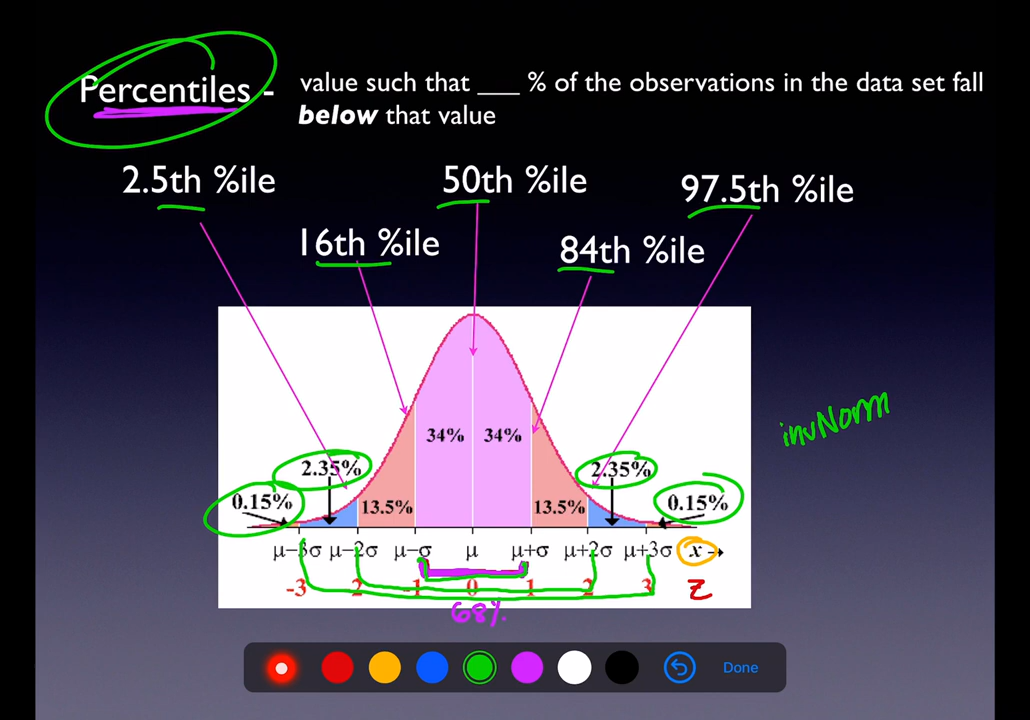 Percentiles - value such that ___ % of the observations in the data set fall
below that value
2.5th %ile
50th %ile
97.5th %ile
16th %ile
84th %ile
34% 34%
invNorm
2.35% 2.35%
0.15% 0.15%
13.5% 13.5%
μ−3σ μ−2σ μ−σ μ μ+σ μ+2σ μ+3σ x
-3 2 -1 0 1 2 3 Z
68%
Done